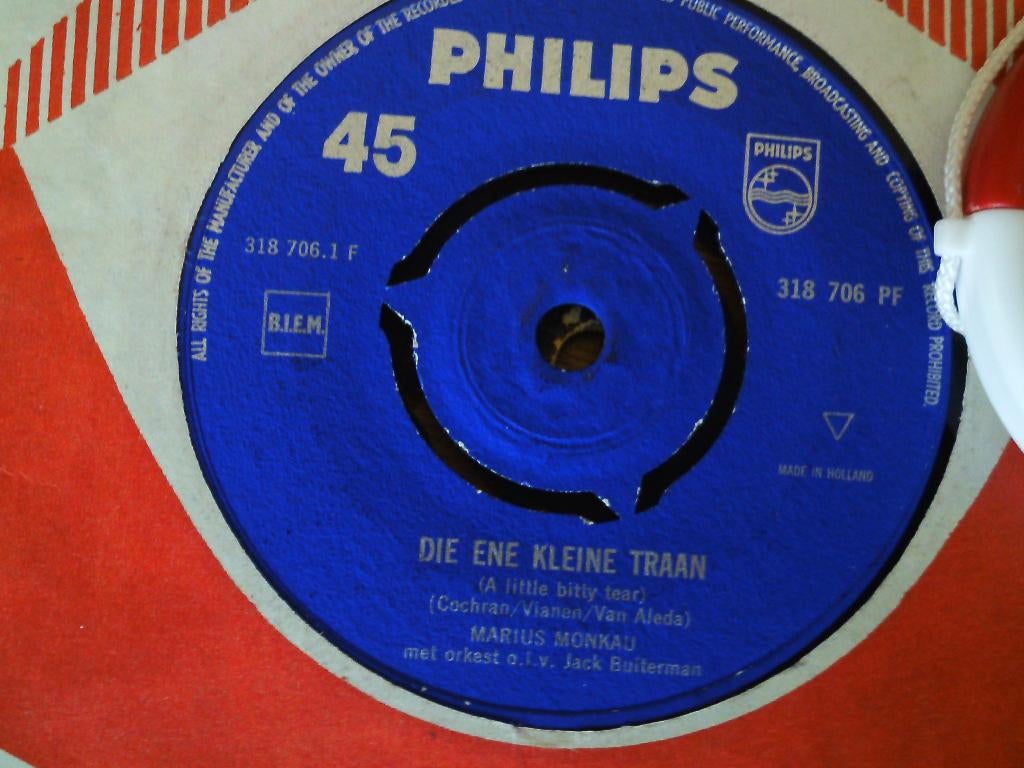 ALL RIGHTS OF THE MANUFACTURER AND OF THE OWNER OF THE RECORDED
PUBLIC PERFORMANCE, BROADCASTING AND COPYING OF THIS RECORD PROHIBITED.
PHILIPS
45
PHILIPS
318 706.1 F
318 706 PF
B.I.E.M.
MADE IN HOLLAND
DIE ENE KLEINE TRAAN
(A little bitty tear)
(Cochran/Vianen/Van Aleda)
MARIUS MONKAU
met orkest o.l.v. Jack Bulterman